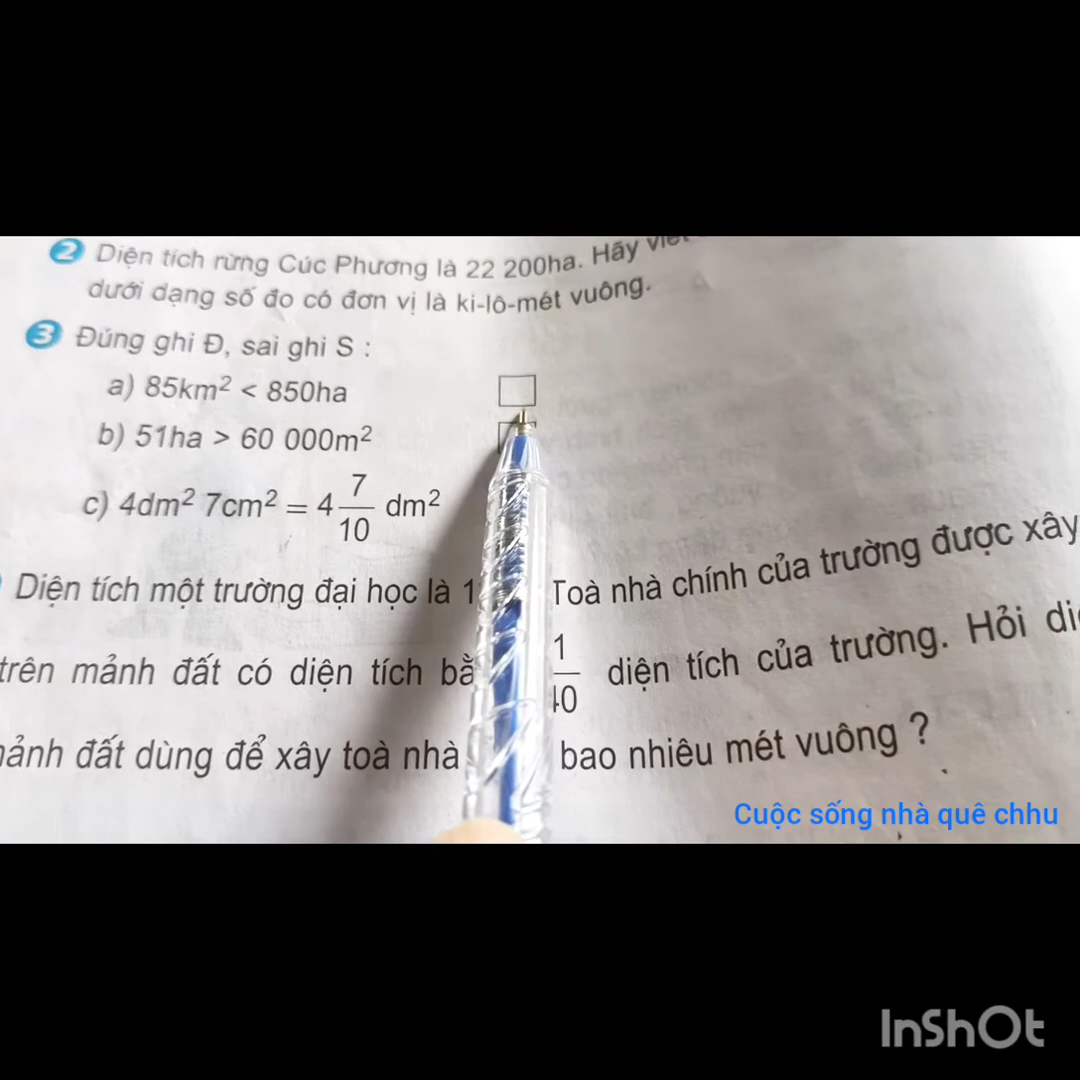 2 Diện tích rừng Cúc Phương là 22 200ha. Hãy
dưới dạng số đo có đơn vị là ki-lô-mét vuông.
3 Đúng ghi Đ, sai ghi S :
a) 85km² < 850ha
b) 51ha > 60 000m²
c) 4dm² 7cm² = 4 7/10 dm²
Diện tích một trường đại học là Toà nhà chính của trường được xây
trên mảnh đất có diện tích diện tích của trường. Hỏi
đất dùng để xây toà nhà bao nhiêu mét vuông ?
Cuộc sống nhà quê chhu
InShOt